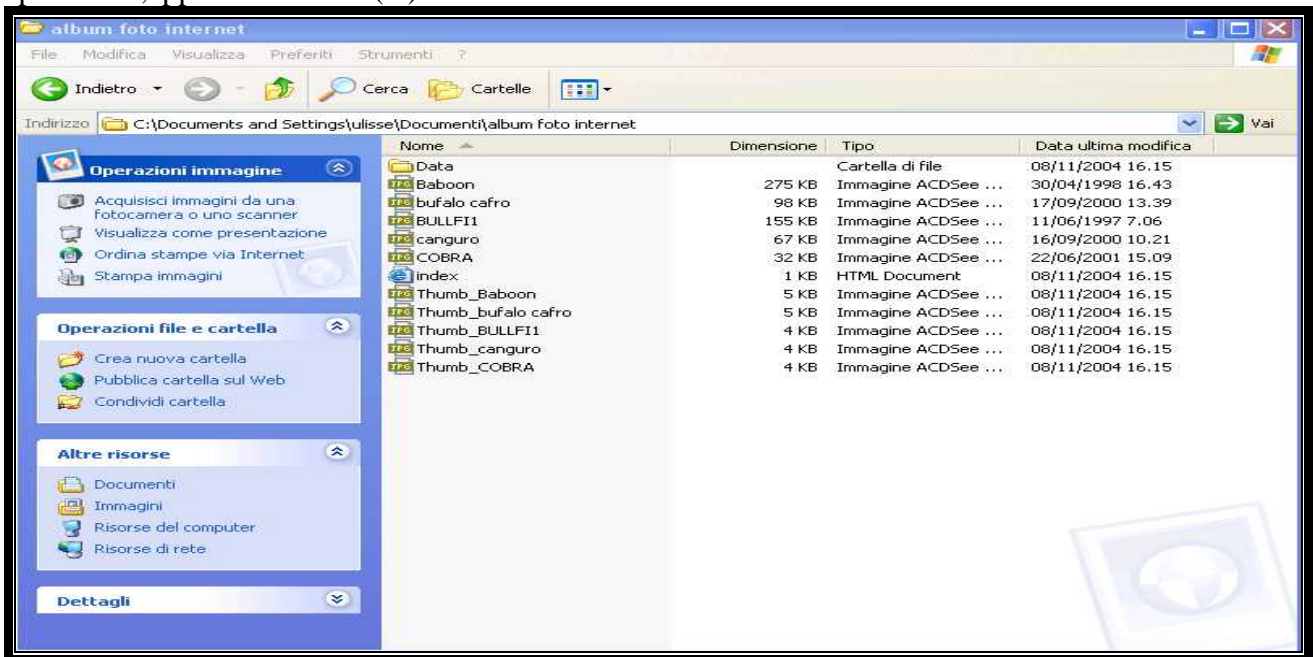 album foto internet
File Modifica Visualizza Preferiti Strumenti ?
Indietro Cerca Cartelle
Indirizzo C:\Documents and Settings\ulisse\Documenti\album foto internet Vai
Operazioni immagine
Acquisisci immagini da una
fotocamera o uno scanner
Visualizza come presentazione
Ordina stampe via Internet
Stampa immagini
Operazioni file e cartella
Crea nuova cartella
Pubblica cartella sul Web
Condividi cartella
Altre risorse
Documenti
Immagini
Risorse del computer
Risorse di rete
Dettagli
Nome Dimensione Tipo Data ultima modifica
Data Cartella di file 08/11/2004 16.15
Baboon 275 KB Immagine ACDSee ... 30/04/1998 16.43
bufalo cafro 98 KB Immagine ACDSee ... 17/09/2000 13.39
BULLFI1 155 KB Immagine ACDSee ... 11/06/1997 7.06
canguro 67 KB Immagine ACDSee ... 16/09/2000 10.21
COBRA 32 KB Immagine ACDSee ... 22/06/2001 15.09
index 1 KB HTML Document 08/11/2004 16.15
Thumb_Baboon 5 KB Immagine ACDSee ... 08/11/2004 16.15
Thumb_bufalo cafro 5 KB Immagine ACDSee ... 08/11/2004 16.15
Thumb_BULLFI1 4 KB Immagine ACDSee ... 08/11/2004 16.15
Thumb_canguro 4 KB Immagine ACDSee ... 08/11/2004 16.15
Thumb_COBRA 4 KB Immagine ACDSee ... 08/11/2004 16.15